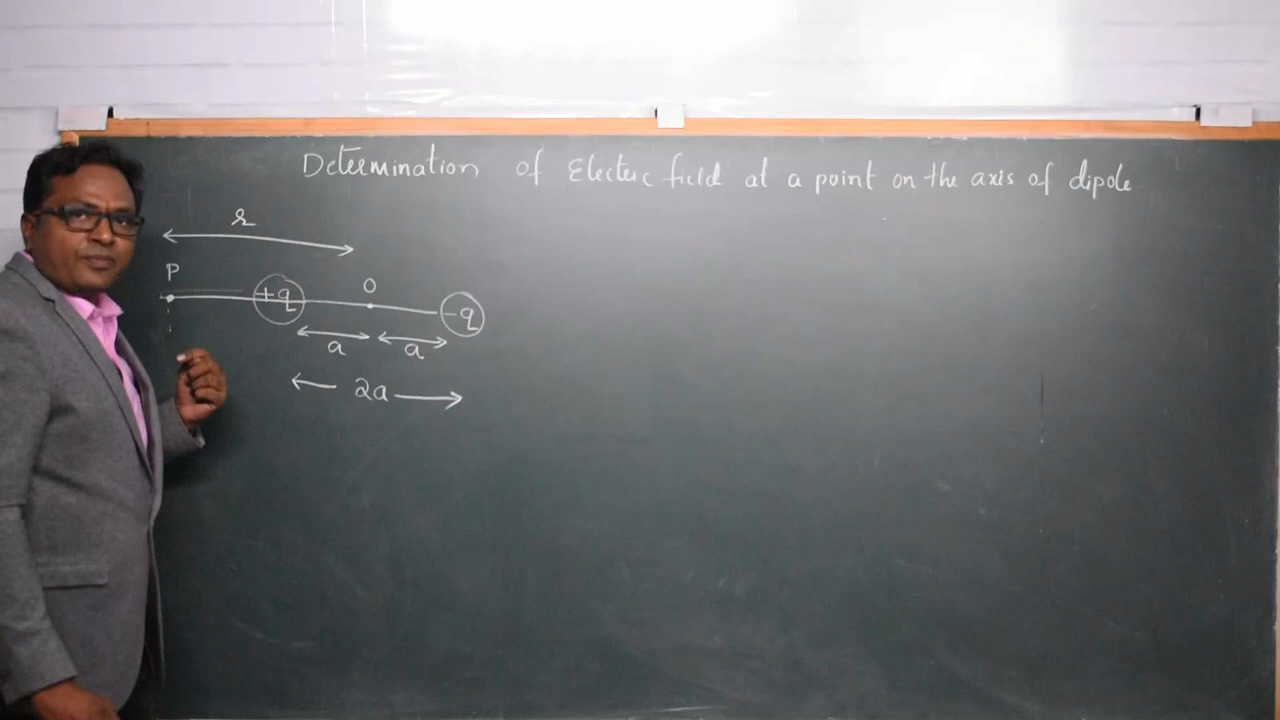 Determination of Electric field at a point on the axis of dipole
r
P
+q
O
-q
a
a
2a